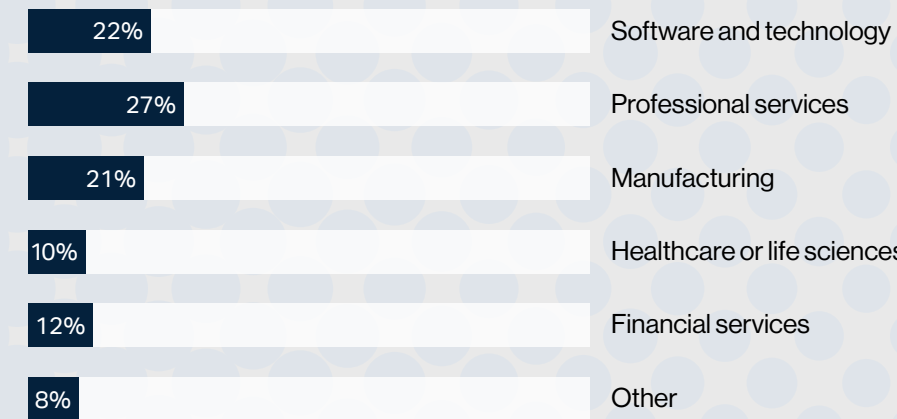 22% Software and technology
27% Professional services
21% Manufacturing
10% Healthcare or life sciences
12% Financial services
8% Other